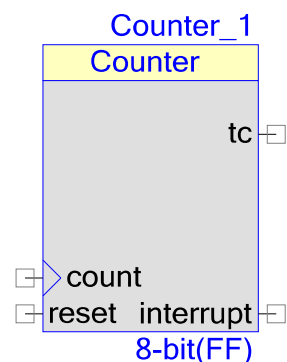 Counter_1
Counter
tc
count
reset interrupt
8-bit(FF)